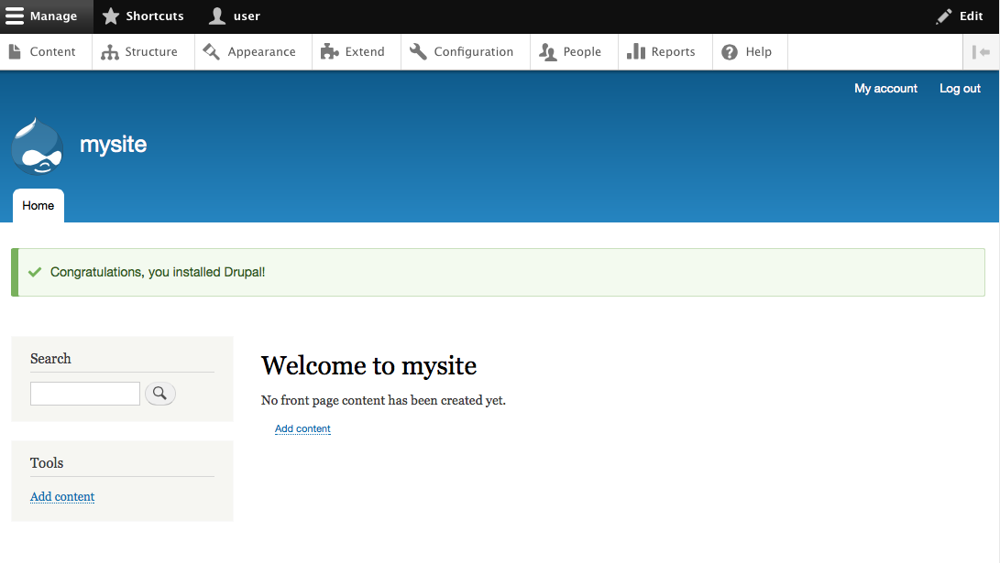 Manage Shortcuts user Edit
Content Structure Appearance Extend Configuration People Reports Help
My account Log out
mysite
Home
Congratulations, you installed Drupal!
Search
Tools
Add content
Welcome to mysite
No front page content has been created yet.
Add content